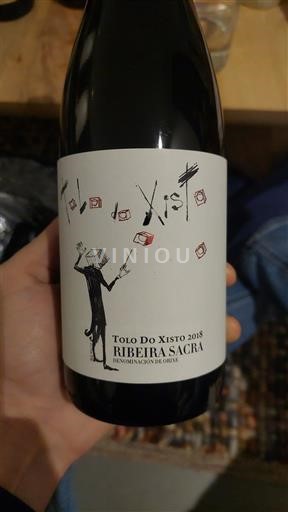 Tolo do Xisto
VINIOU
TOLO DO XISTO 2018
RIBEIRA SACRA
DENOMINACIÓN DE ORIXE